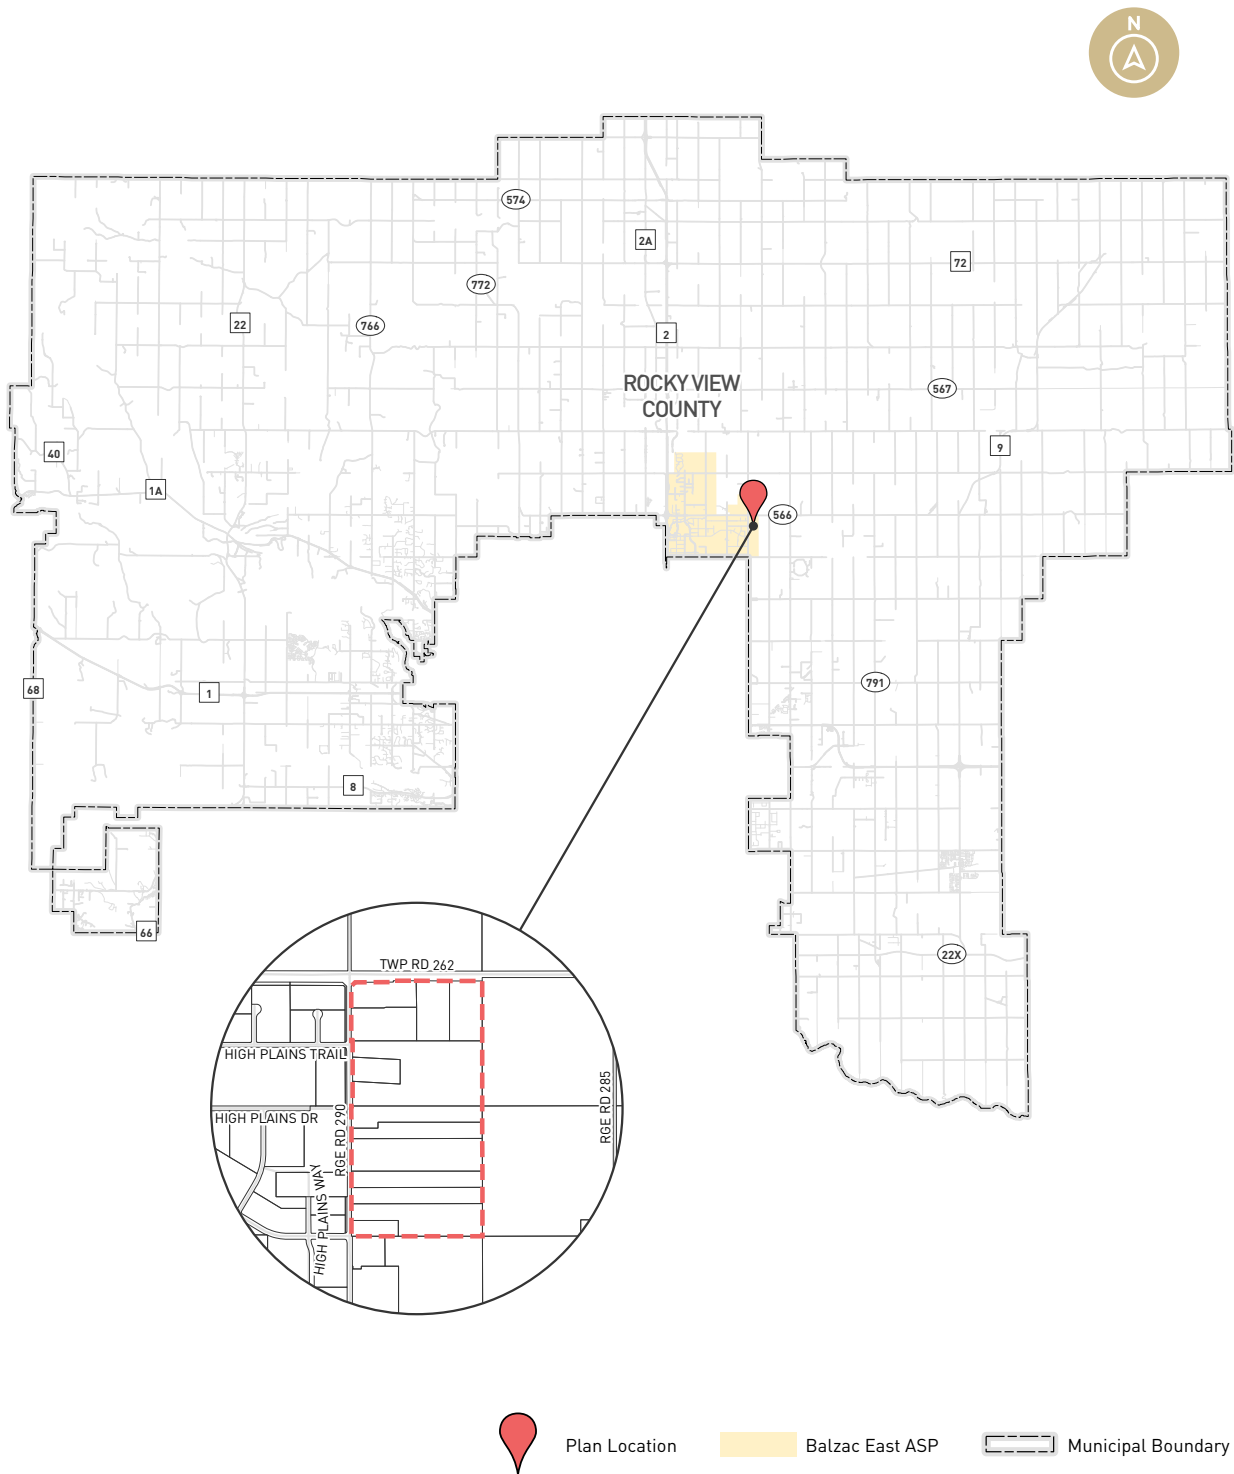 N
574
2A
72
772
22
766
2
ROCKY VIEW
COUNTY
567
40
9
1A
566
68
1
791
8
66
22X
TWP RD 262
HIGH PLAINS TRAIL
HIGH PLAINS DR
RGE RD 290
RGE RD 285
HIGH PLAINS WAY
Plan Location
Balzac East ASP
Municipal Boundary